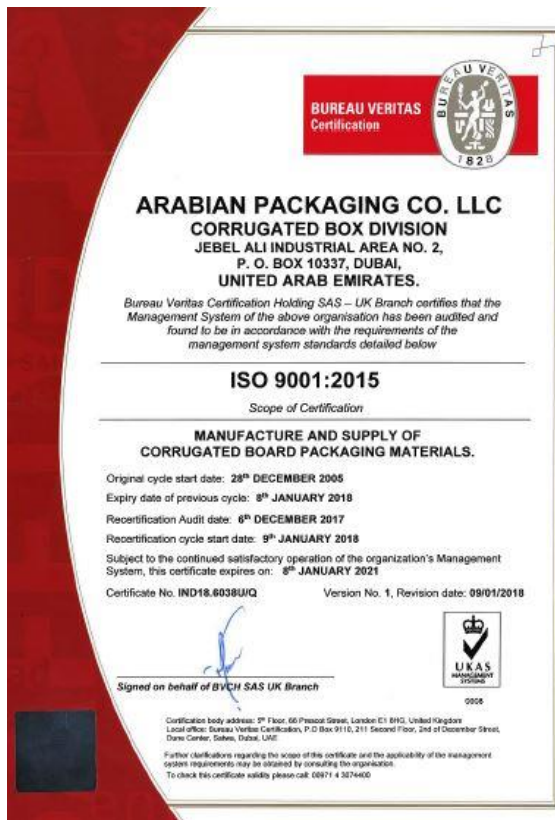 BUREAU VERITAS
Certification
BUREAU VERITAS
1828
ARABIAN PACKAGING CO. LLC
CORRUGATED BOX DIVISION
JEBEL ALI INDUSTRIAL AREA NO. 2,
P. O. BOX 10337, DUBAI,
UNITED ARAB EMIRATES.
Bureau Veritas Certification Holding SAS – UK Branch certifies that the
Management System of the above organisation has been audited and
found to be in accordance with the requirements of the
management system standards detailed below
ISO 9001:2015
Scope of Certification
MANUFACTURE AND SUPPLY OF
CORRUGATED BOARD PACKAGING MATERIALS.
Original cycle start date: 28th DECEMBER 2005
Expiry date of previous cycle: 8th JANUARY 2018
Recertification Audit date: 6th DECEMBER 2017
Recertification cycle start date: 9th JANUARY 2018
Subject to the continued satisfactory operation of the organization's Management
System, this certificate expires on: 8th JANUARY 2021
Certificate No. IND18.6038U/Q Version No. 1, Revision date: 09/01/2018
Signed on behalf of BVCH SAS UK Branch
UKAS
MANAGEMENT
SYSTEMS
0008
Certification body address: 5th Floor, 66 Prescot Street, London E1 8HG, United Kingdom
Local office: Bureau Veritas Certification, P.O Box 9110, 211 Second Floor, 2nd of December Street,
Dune Center, Satwa, Dubai, UAE
Further clarifications regarding the scope of this certificate and the applicability of the management
system requirements may be obtained by consulting the organisation.
To check this certificate validity please call: 00971 4 3074400